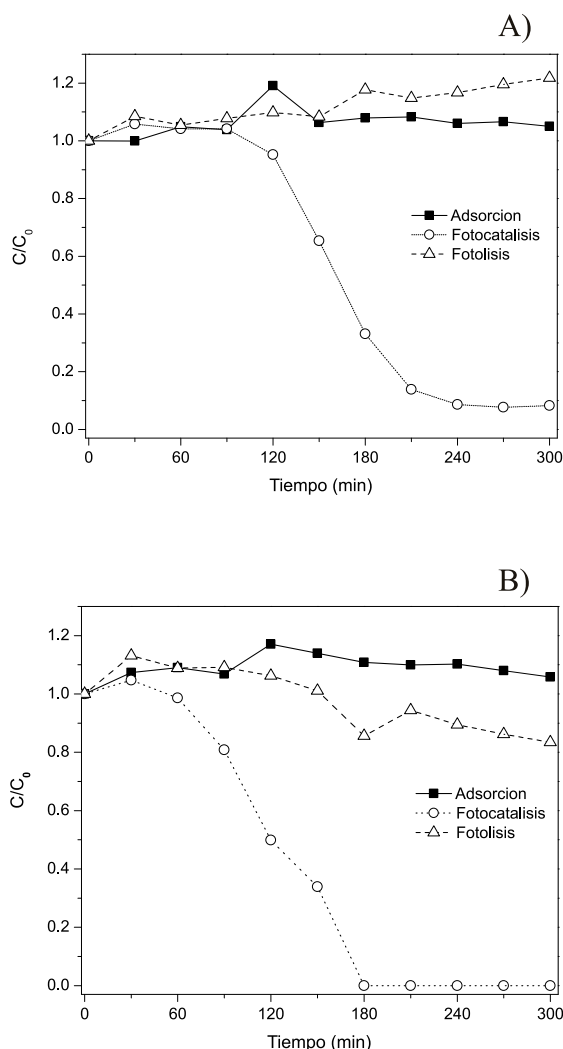 A)
1.2
1.0
0.8
0.6
0.4
0.2
0.0
C/C₀
Adsorcion
Fotocatalisis
Fotolisis
0 60 120 180 240 300
Tiempo (min)
B)
1.2
1.0
0.8
0.6
0.4
0.2
0.0
C/C₀
Adsorcion
Fotocatalisis
Fotolisis
0 60 120 180 240 300
Tiempo (min)